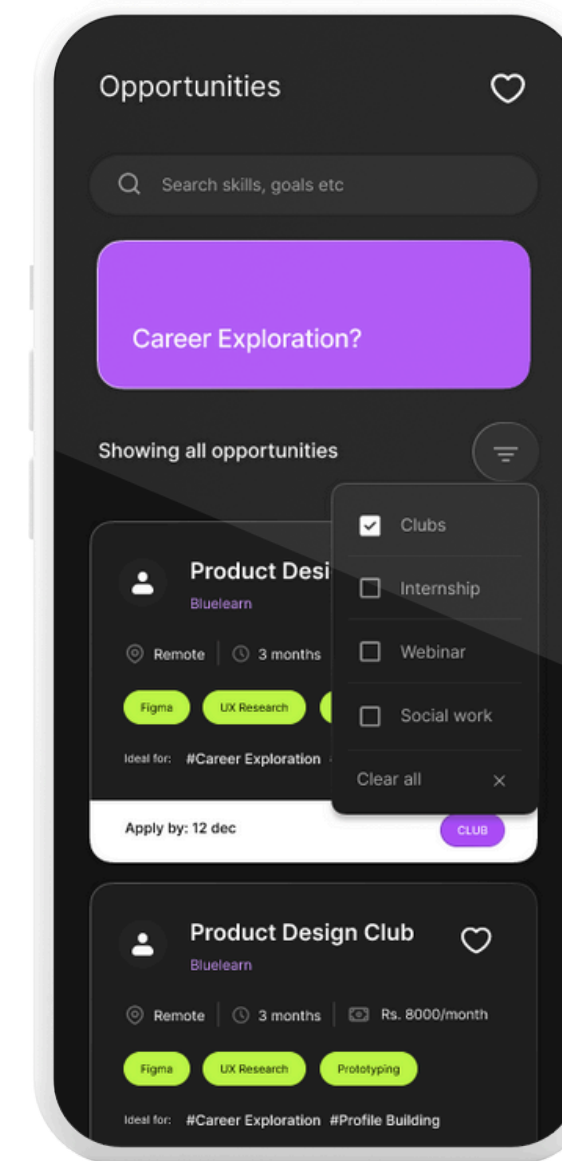 Opportunities
Search skills, goals etc
Career Exploration?
Showing all opportunities
Clubs
Internship
Webinar
Social work
Clear all
Product Desi
Bluelearn
Remote 3 months
Figma UX Research
Ideal for: #Career Exploration
Apply by: 12 dec CLUB
Product Design Club
Bluelearn
Remote 3 months Rs. 8000/month
Figma UX Research Prototyping
Ideal for: #Career Exploration #Profile Building